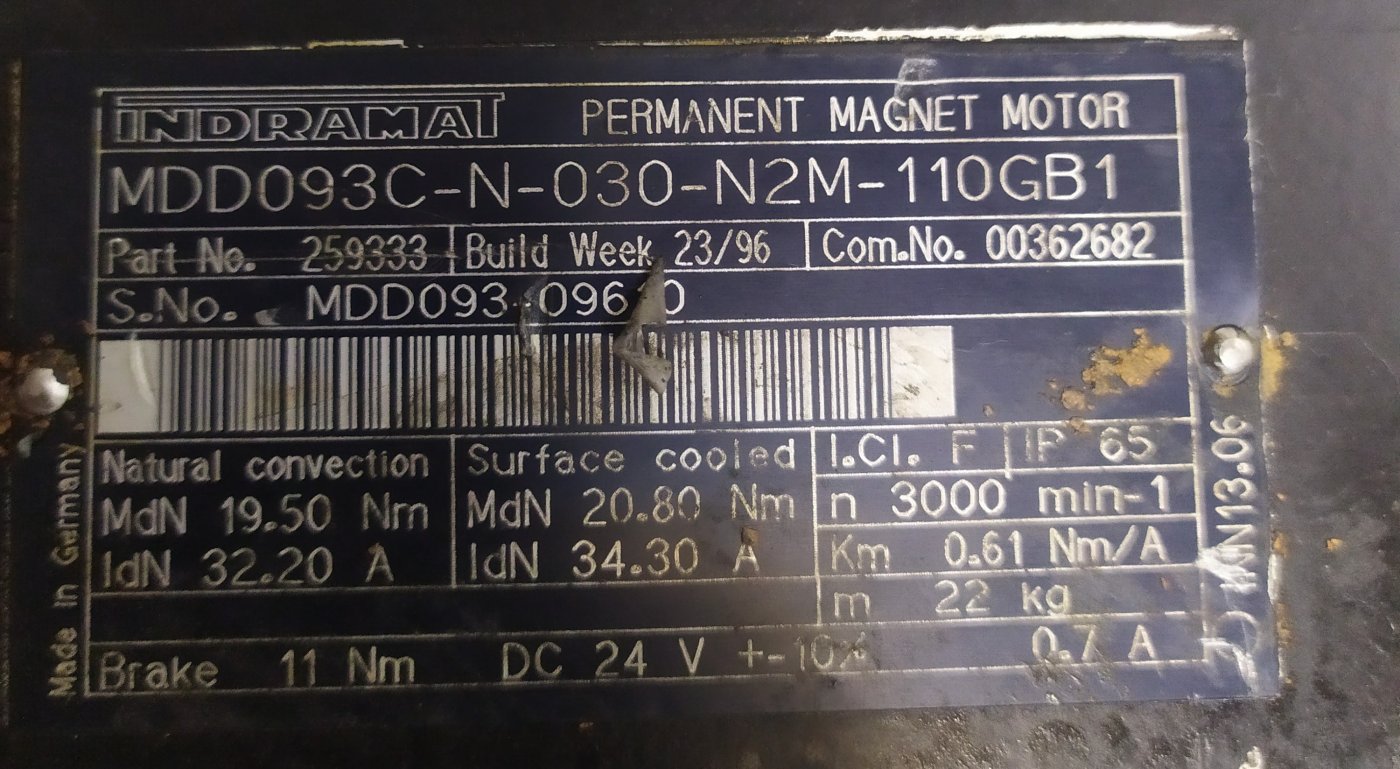 INDRAMAT PERMANENT MAGNET MOTOR
MDD093C-N-030-N2M-110GB1
Part No. 259333 Build Week 23/96 Com.No. 00362682
S.No.
Natural convection Surface cooled I.Cl. F IP 65
MdN 19.50 Nm MdN 20.80 Nm n 3000 min-1
IdN 32.20 A IdN 34.30 A Km 0.61 Nm/A
m 22 kg
Brake 11 Nm DC 24 V +-10% 0.7 A
Made in Germany